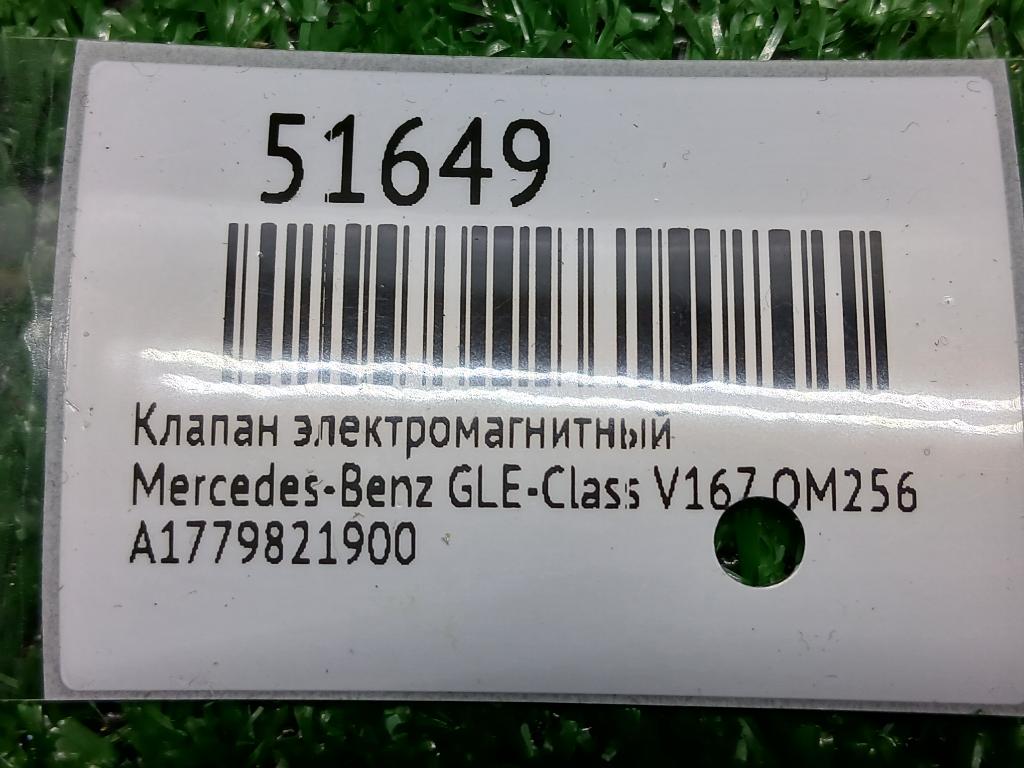 51649
Клапан электромагнитный
Mercedes-Benz GLE-Class V167 OM256
A1779821900